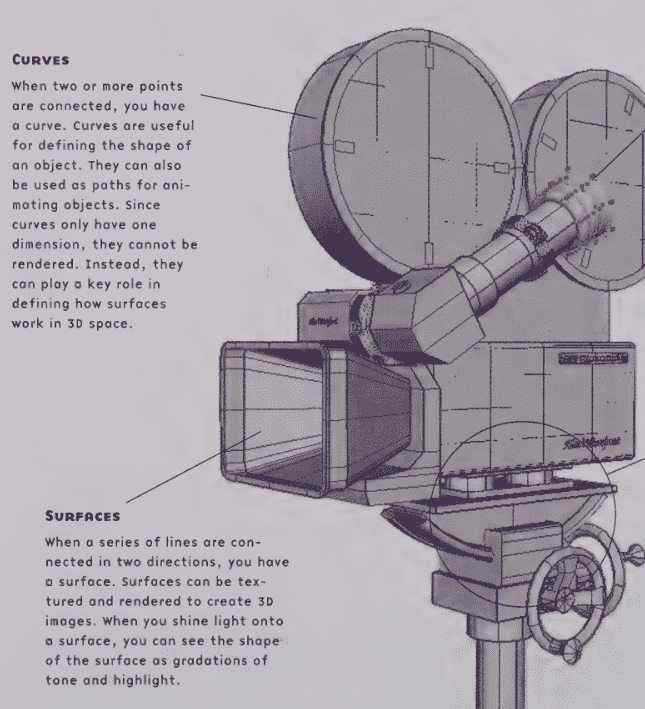 CURVES
When two or more points
are connected, you have
a curve. Curves are useful
for defining the shape of
an object. They can also
be used as paths for ani-
mating objects. Since
curves only have one
dimension, they cannot be
rendered. Instead, they
can play a key role in
defining how surfaces
work in 3D space.
SURFACES
When a series of lines are con-
nected in two directions, you have
a surface. Surfaces can be tex-
tured and rendered to create 3D
images. When you shine light onto
a surface, you can see the shape
of the surface as gradations of
tone and highlight.